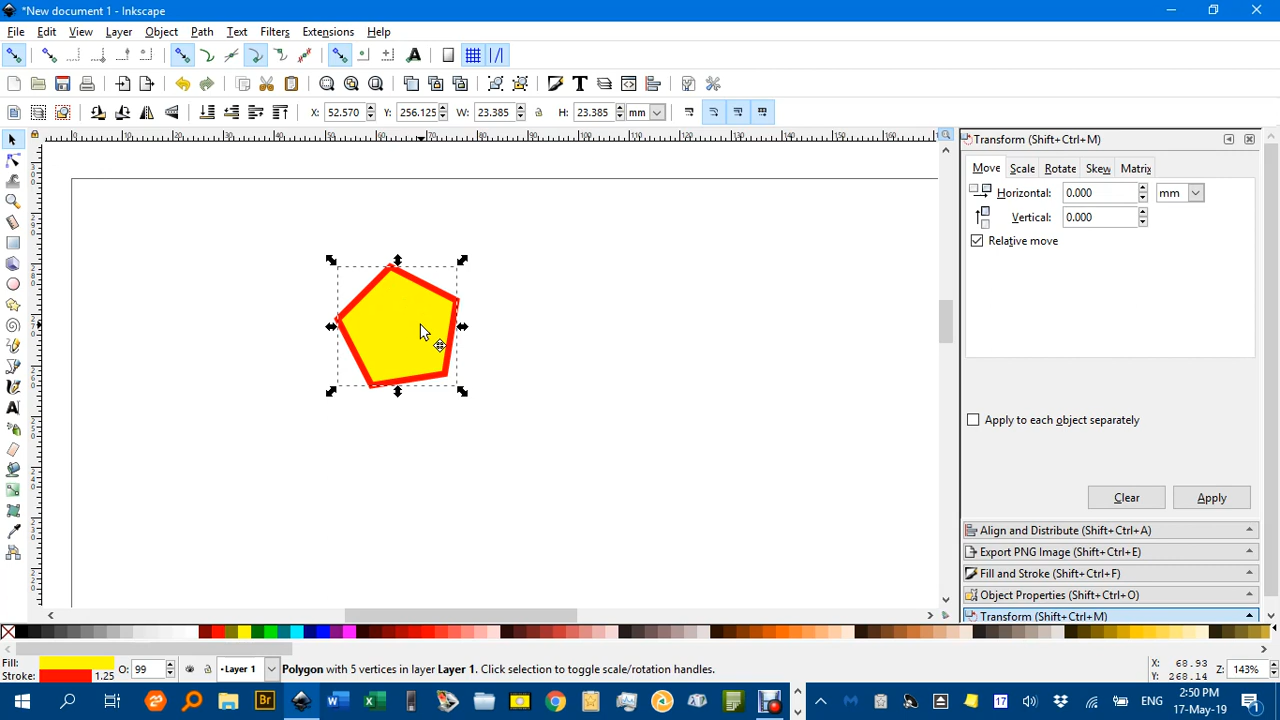 *New document 1 - Inkscape
File Edit View Layer Object Path Text Filters Extensions Help
X: 52.570 Y: 256.125 W: 23.385 H: 23.385 mm
Transform (Shift+Ctrl+M)
Move Scale Rotate Skew Matrix
Horizontal: 0.000 mm
Vertical: 0.000
Relative move
Apply to each object separately
Clear Apply
Align and Distribute (Shift+Ctrl+A)
Export PNG Image (Shift+Ctrl+E)
Fill and Stroke (Shift+Ctrl+F)
Object Properties (Shift+Ctrl+O)
Transform (Shift+Ctrl+M)
Fill: O: 99 Layer 1 Polygon with 5 vertices in layer Layer 1. Click selection to toggle scale/rotation handles. X: 68.93 Z: 143%
Stroke: 1.25 Y: 268.14
ENG 2:50 PM
17-May-19